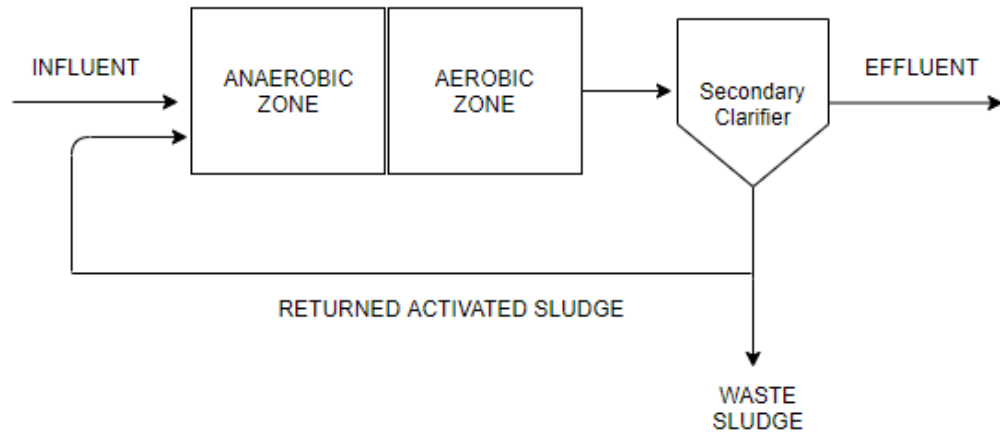 INFLUENT
ANAEROBIC
ZONE
AEROBIC
ZONE
Secondary
Clarifier
EFFLUENT
RETURNED ACTIVATED SLUDGE
WASTE
SLUDGE